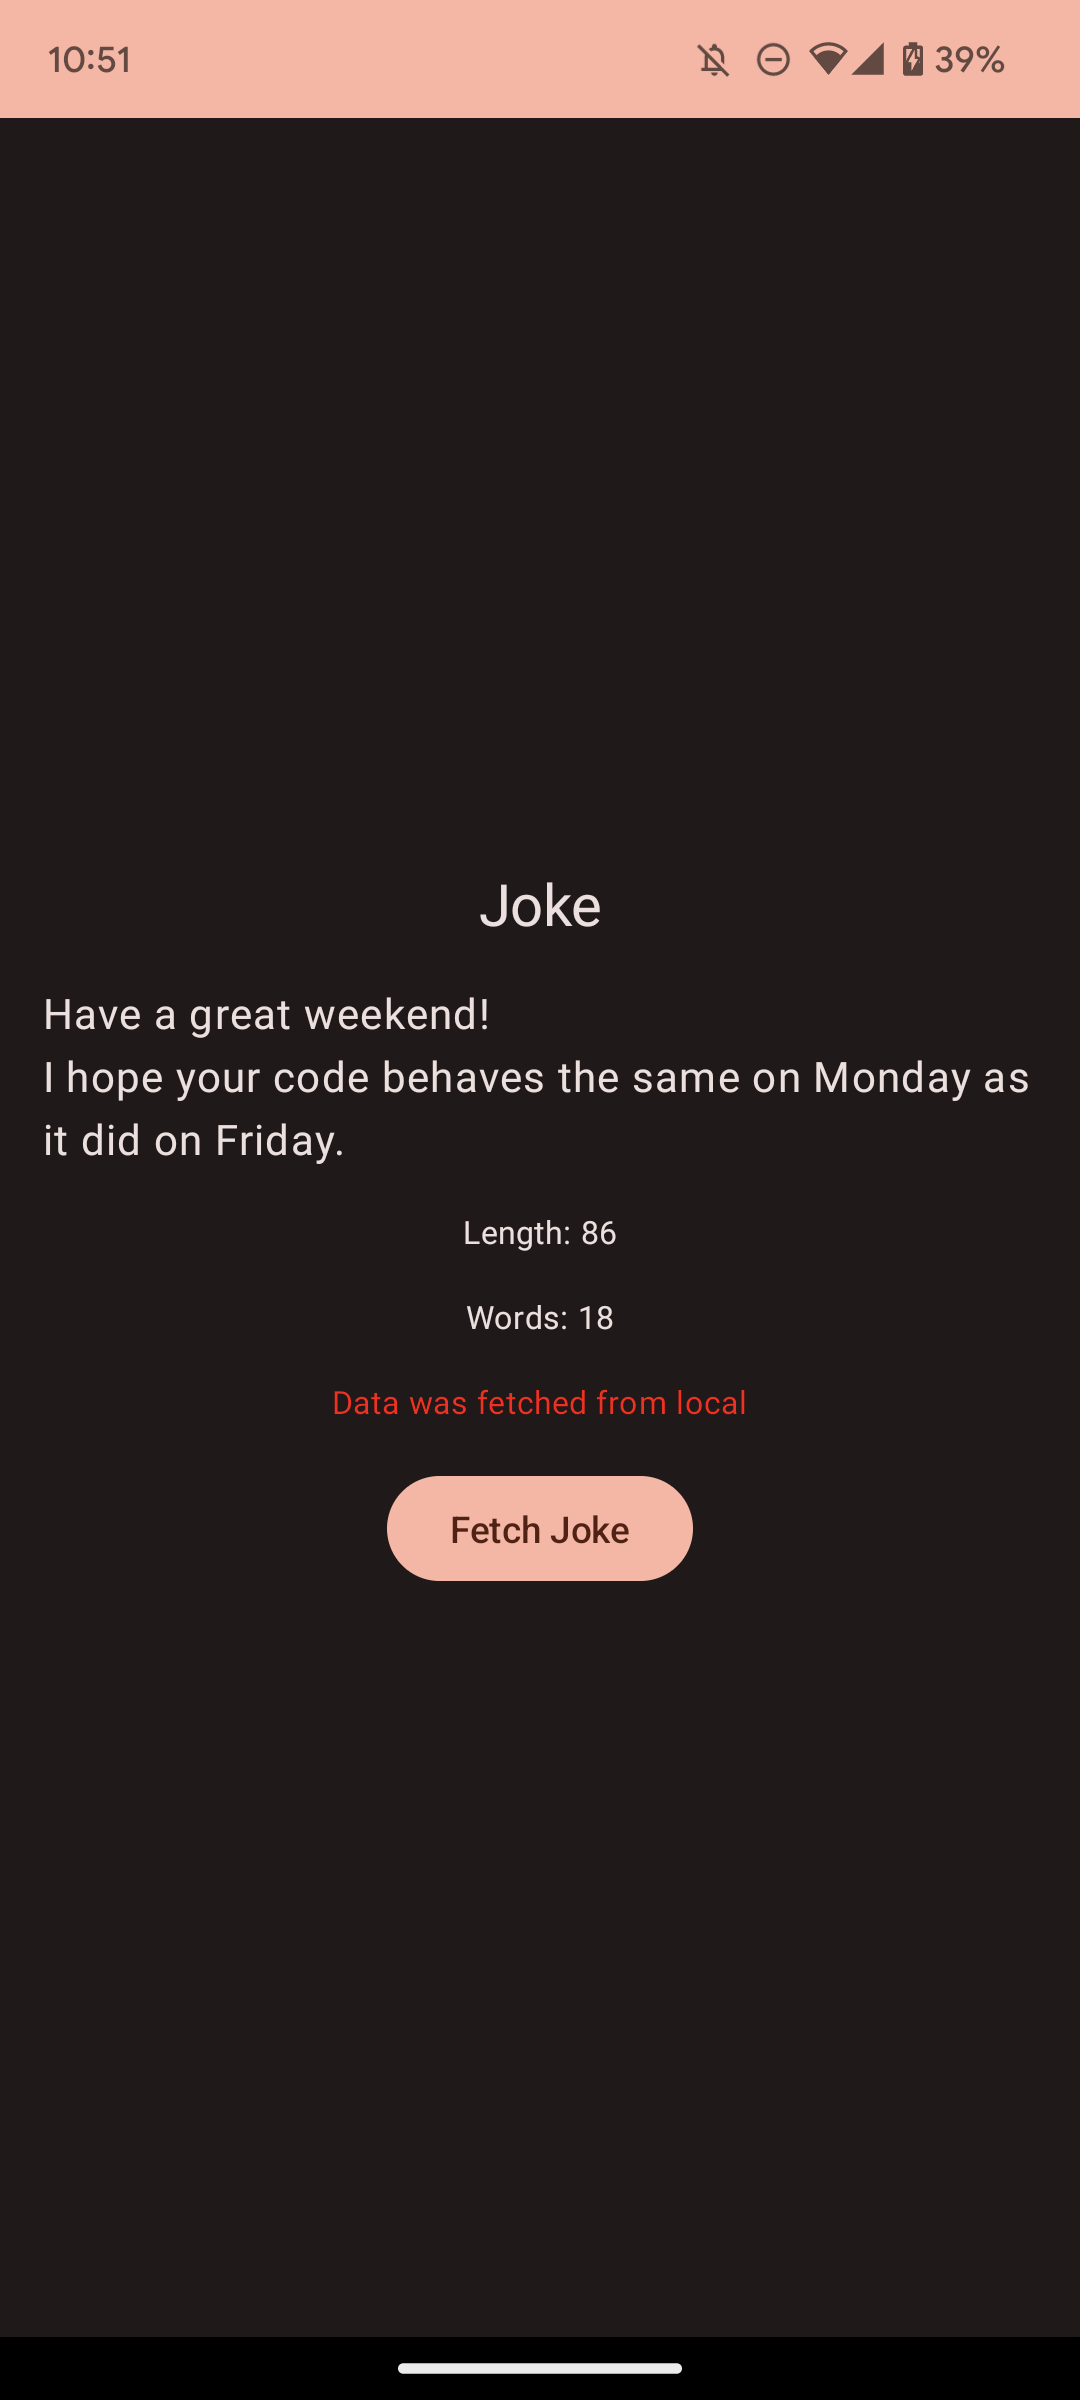 10:51
39%
Joke
Have a great weekend!
I hope your code behaves the same on Monday as
it did on Friday.
Length: 86
Words: 18
Data was fetched from local
Fetch Joke